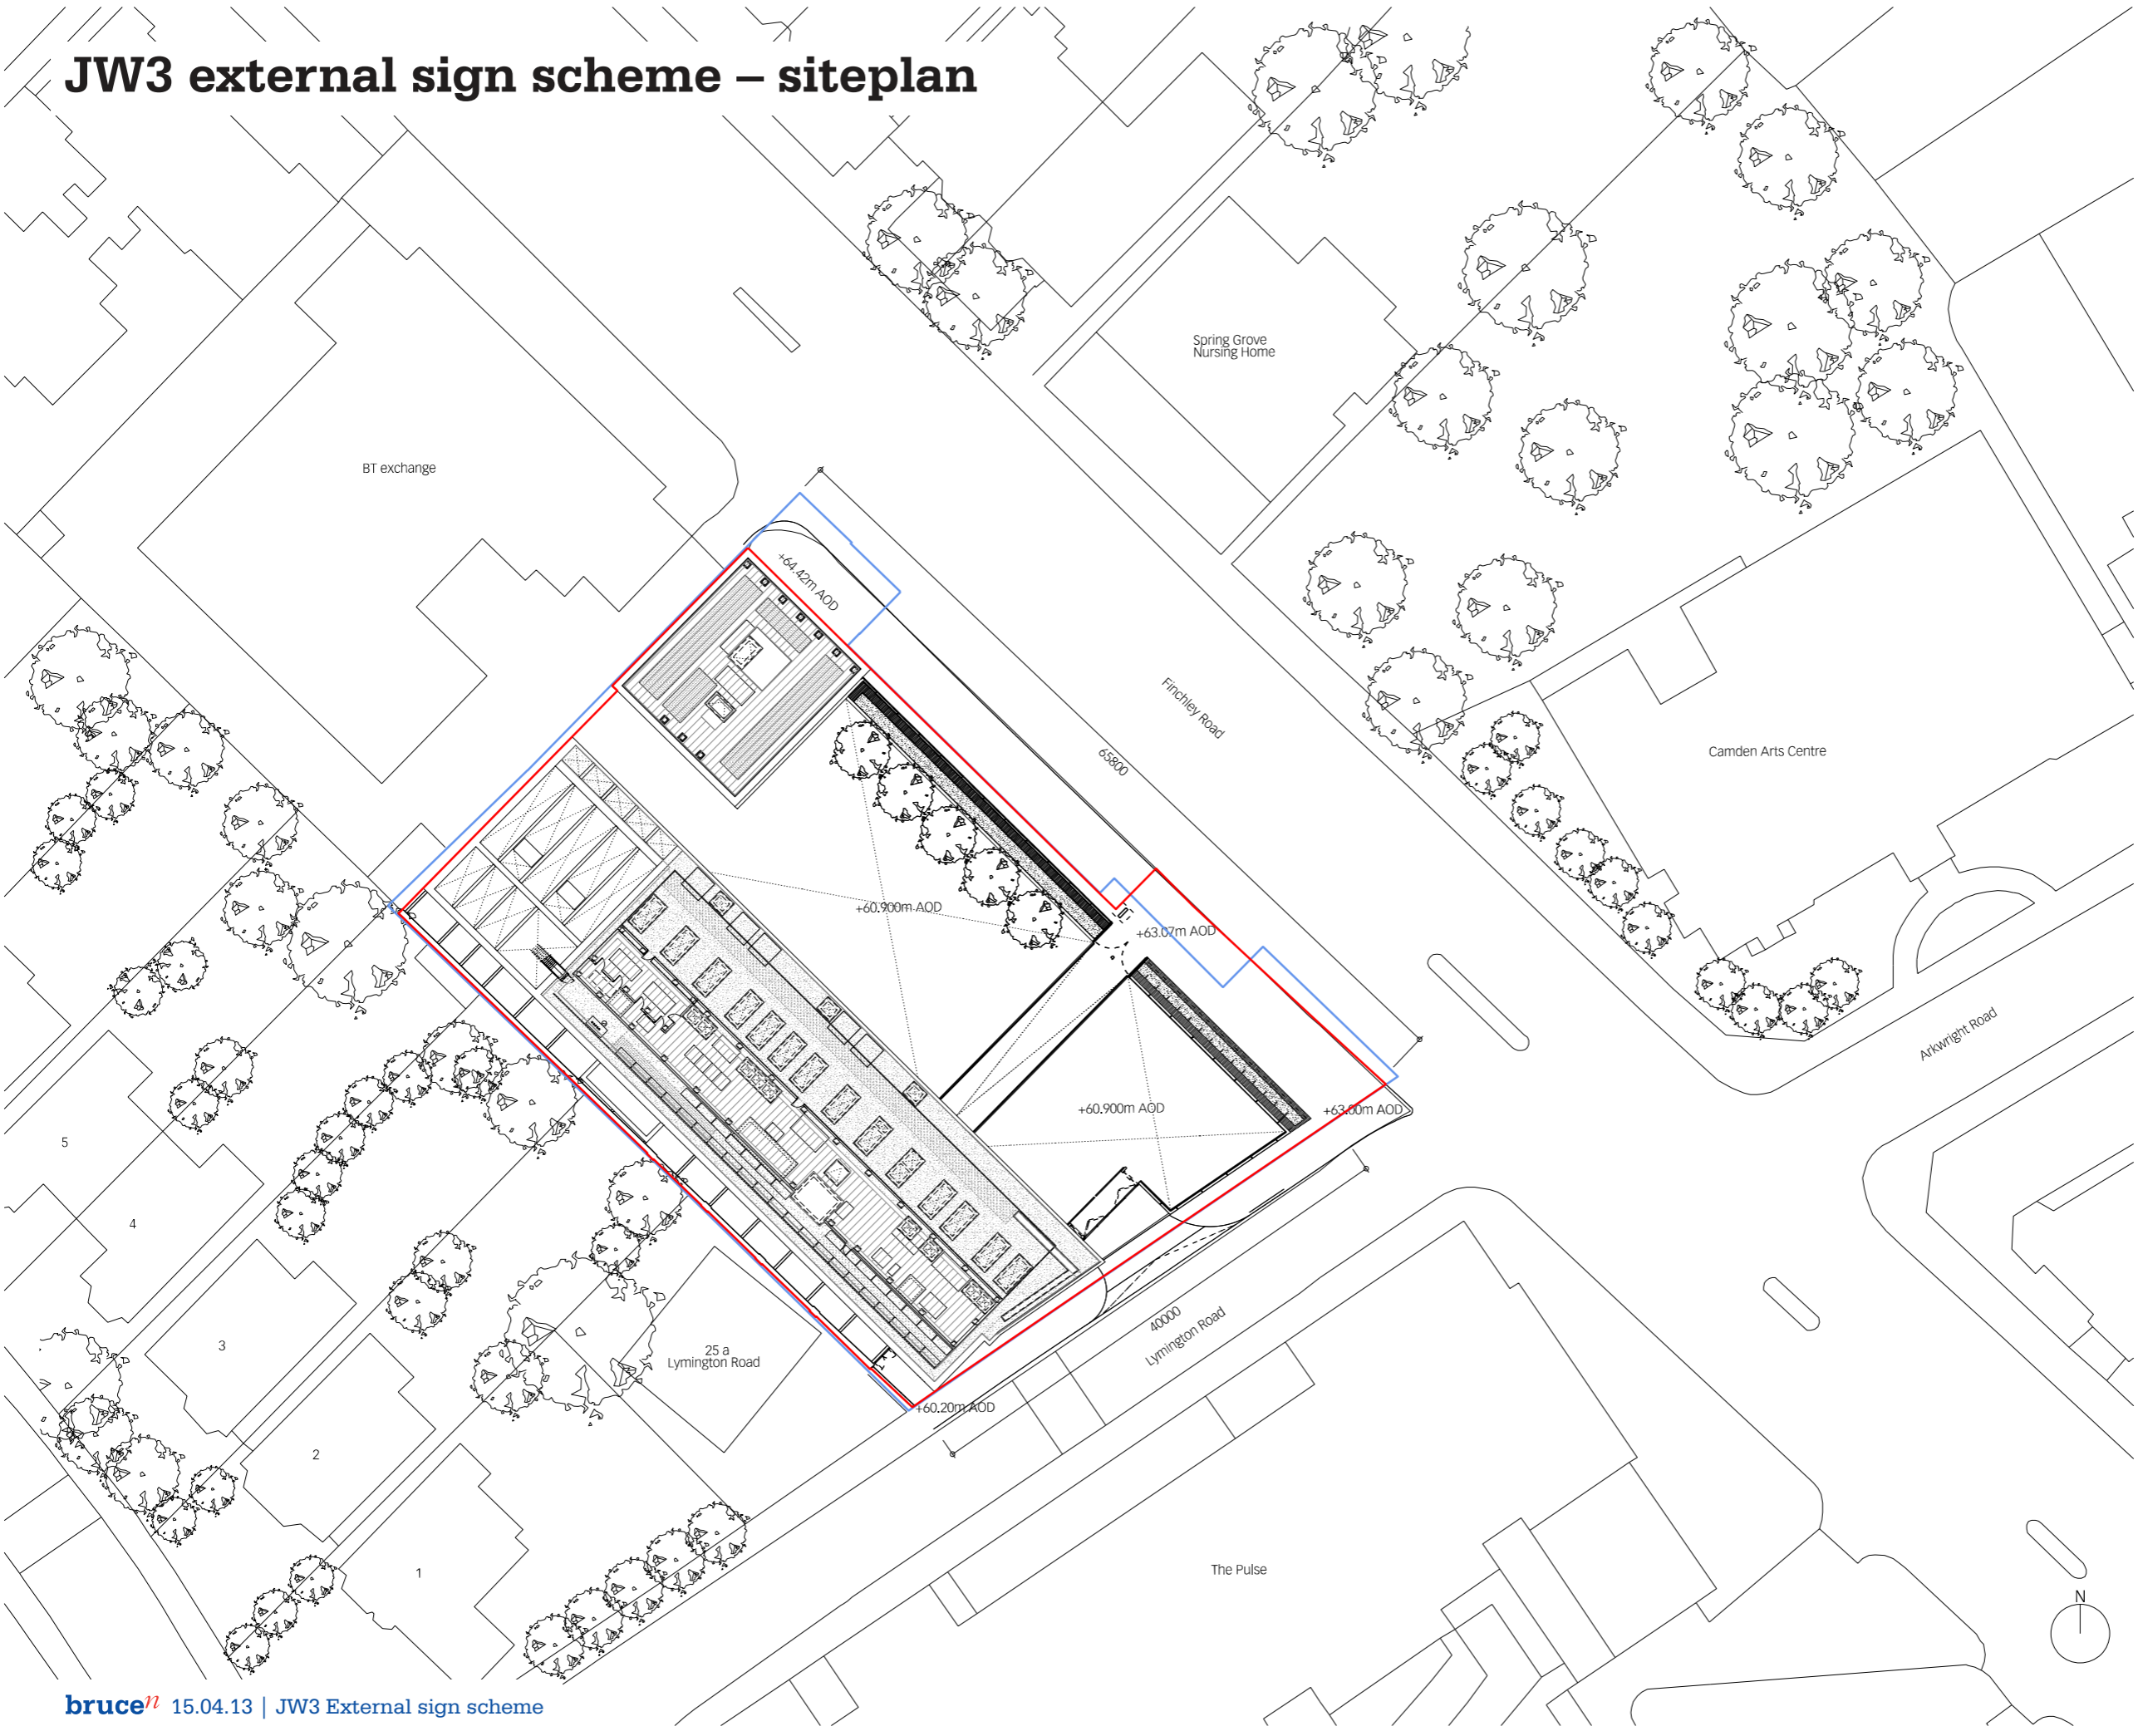 JW3 external sign scheme – siteplan
Spring Grove
Nursing Home
BT exchange
+64.42m AOD
Finchley Road
65800
Camden Arts Centre
+60.900m AOD
+63.07m AOD
Arkwright Road
+60.900m AOD
+63.00m AOD
5
4
3
2
1
25 a
Lymington Road
40000
Lymington Road
+60.20m AOD
The Pulse
N
brucen 15.04.13 | JW3 External sign scheme